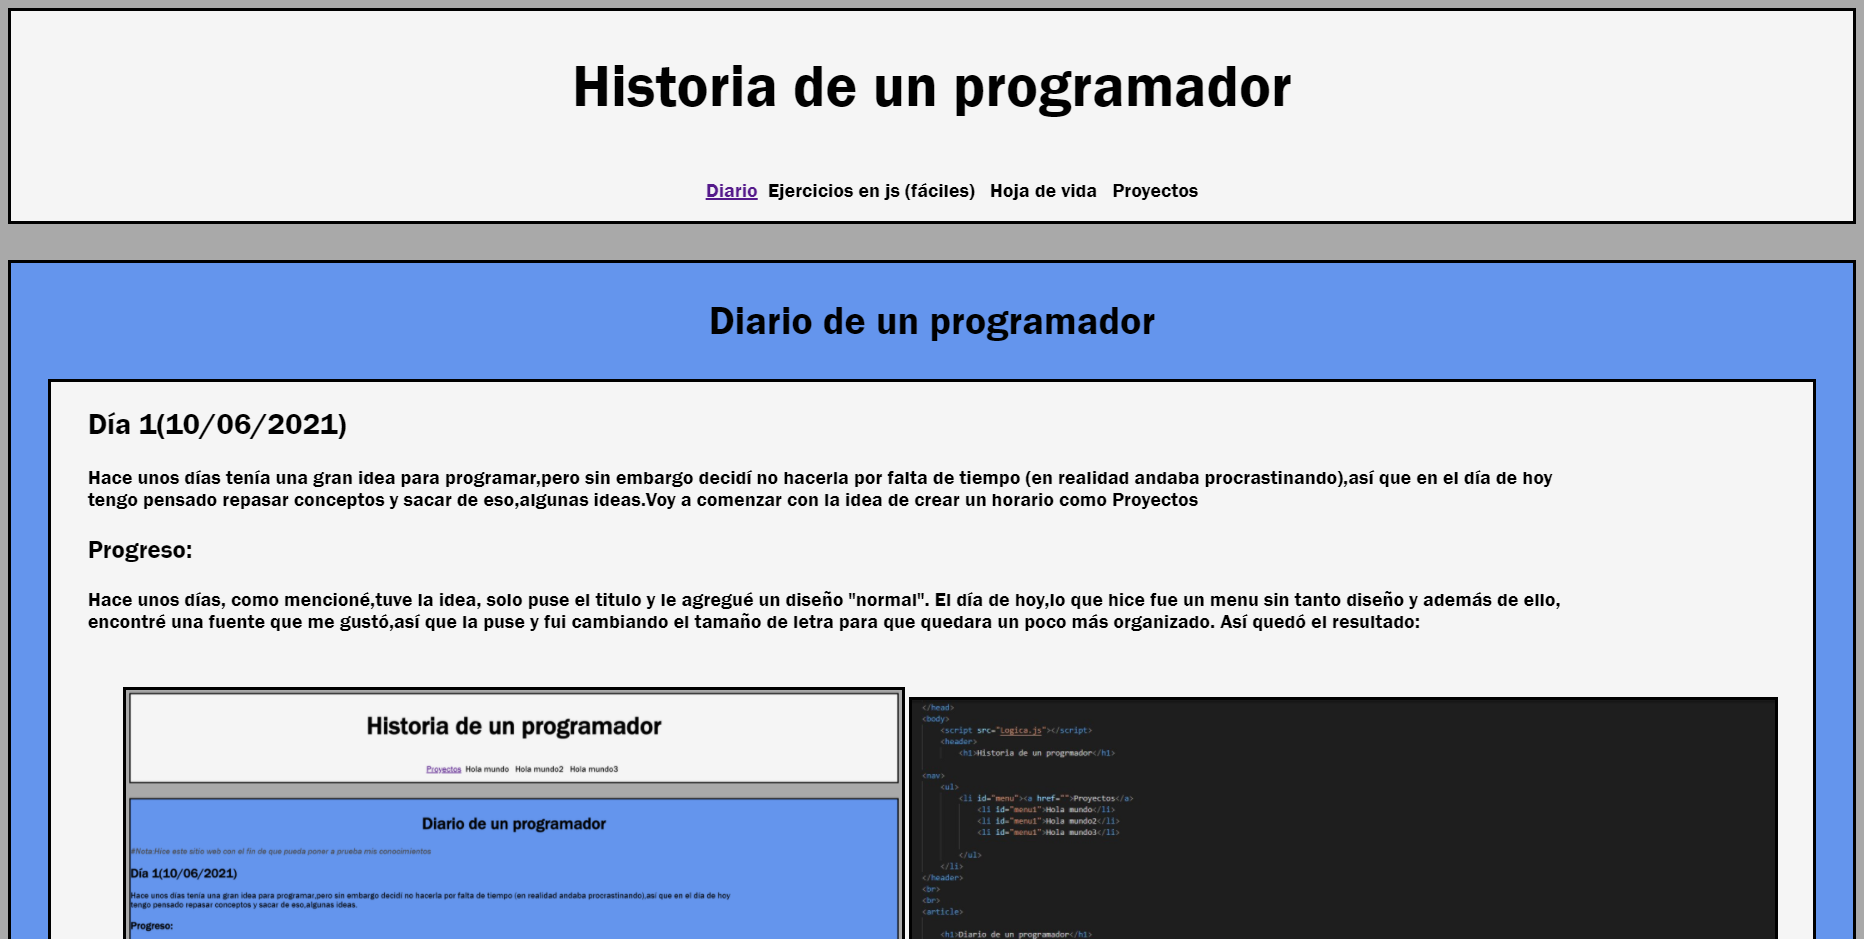 Historia de un programador
Diario Ejercicios en js (fáciles) Hoja de vida Proyectos
Diario de un programador
Día 1(10/06/2021)
Hace unos días tenía una gran idea para programar,pero sin embargo decidí no hacerla por falta de tiempo (en realidad andaba procrastinando),así que en el día de hoy
tengo pensado repasar conceptos y sacar de eso,algunas ideas.Voy a comenzar con la idea de crear un horario como Proyectos
Progreso:
Hace unos días, como mencioné,tuve la idea, solo puse el titulo y le agregué un diseño "normal". El día de hoy,lo que hice fue un menu sin tanto diseño y además de ello,
encontré una fuente que me gustó,así que la puse y fui cambiando el tamaño de letra para que quedara un poco más organizado. Así quedó el resultado:
Historia de un programador
Proyectos Hola mundo Hola mundo2 Hola mundo3
Diario de un programador
#Nota:Hice este sitio web con el fin de que pueda poner a prueba mis conocimientos
Día 1(10/06/2021)
Hace unos días tenía una gran idea para programar,pero sin embargo decidí no hacerla por falta de tiempo (en realidad andaba procrastinando),así que en el día de hoy
tengo pensado repasar conceptos y sacar de eso,algunas ideas.
Progreso:
</head>
<body>
<script src="Logica.js"></script>
<header>
<h1>Historia de un progrmador</h1>
<nav>
<ul>
<li id="menu"><a href="">Proyectos</a>
<li id="menu1">Hola mundo</li>
<li id="menu1">Hola mundo2</li>
<li id="menu1">Hola mundo3</li>
</ul>
</li>
</header>
<br>
<br>
<article>
<h1>Diario de un programador</h1>